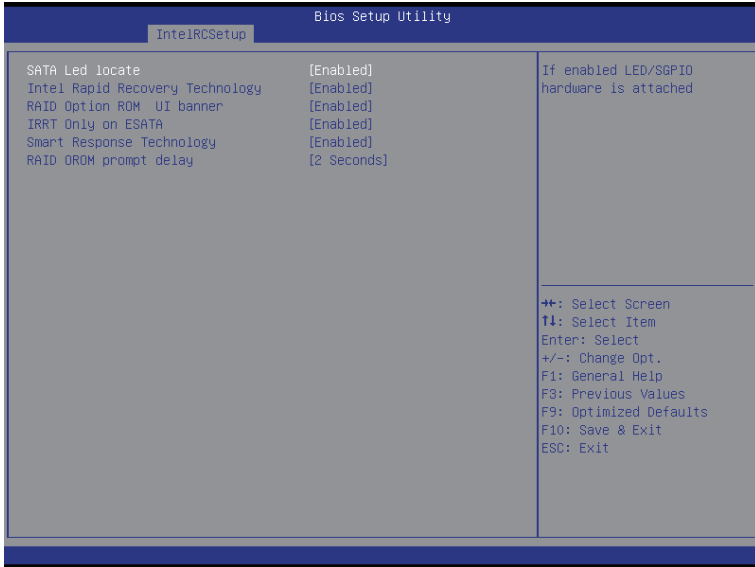 Bios Setup Utility
IntelRCSetup
SATA Led locate [Enabled]
Intel Rapid Recovery Technology [Enabled]
RAID Option ROM  UI banner [Enabled]
IRRT Only on ESATA [Enabled]
Smart Response Technology [Enabled]
RAID OROM prompt delay [2 Seconds]
If enabled LED/SGPIO
hardware is attached
→←: Select Screen
↑↓: Select Item
Enter: Select
+/-: Change Opt.
F1: General Help
F3: Previous Values
F9: Optimized Defaults
F10: Save & Exit
ESC: Exit